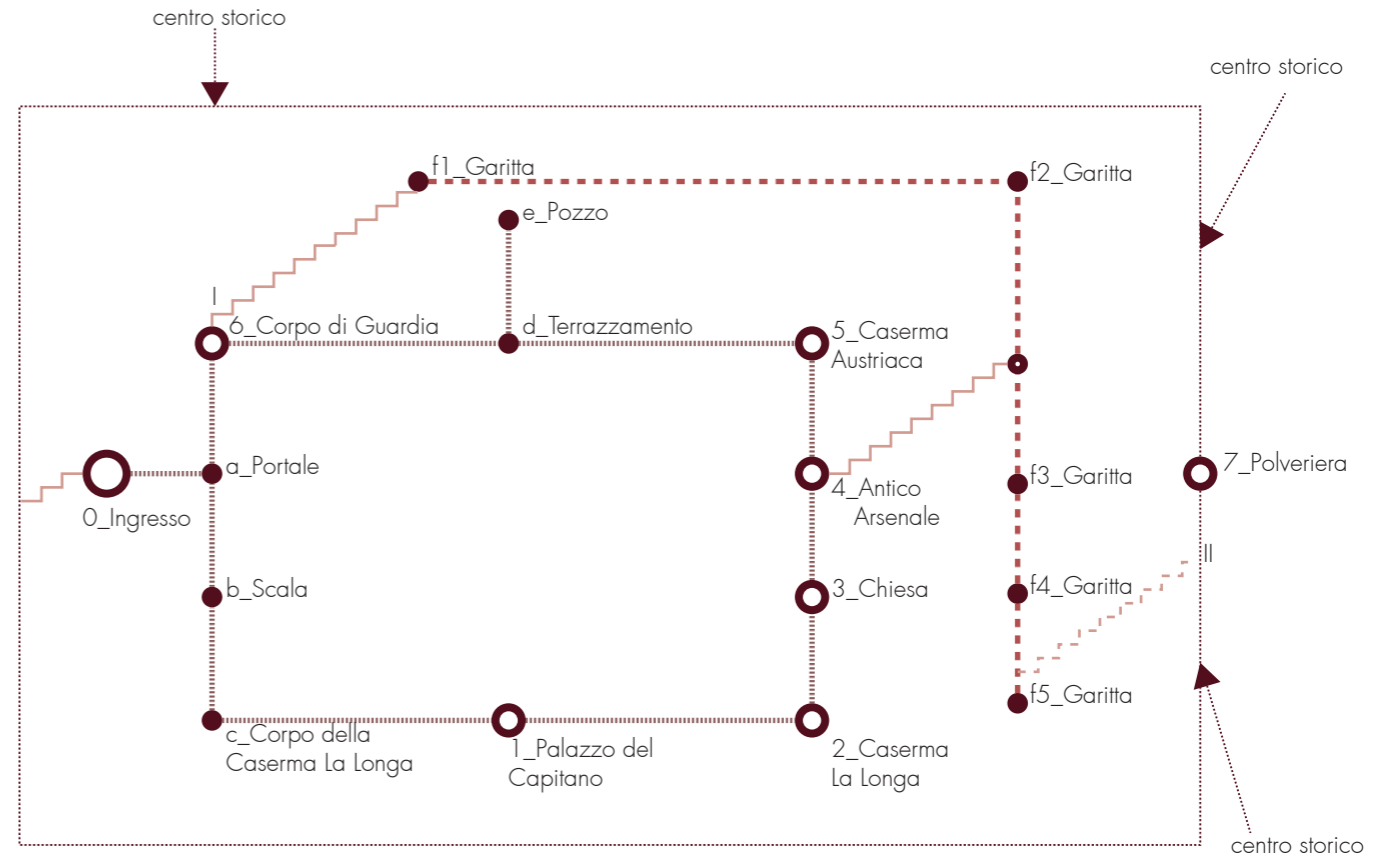 centro storico
centro storico
f1_Garitta
f2_Garitta
e_Pozzo
I
6_Corpo di Guardia
d_Terrazzamento
5_Caserma
Austriaca
a_Portale
0_Ingresso
4_Antico
Arsenale
f3_Garitta
7_Polveriera
II
b_Scala
3_Chiesa
f4_Garitta
f5_Garitta
c_Corpo della
Caserma La Longa
1_Palazzo del
Capitano
2_Caserma
La Longa
centro storico